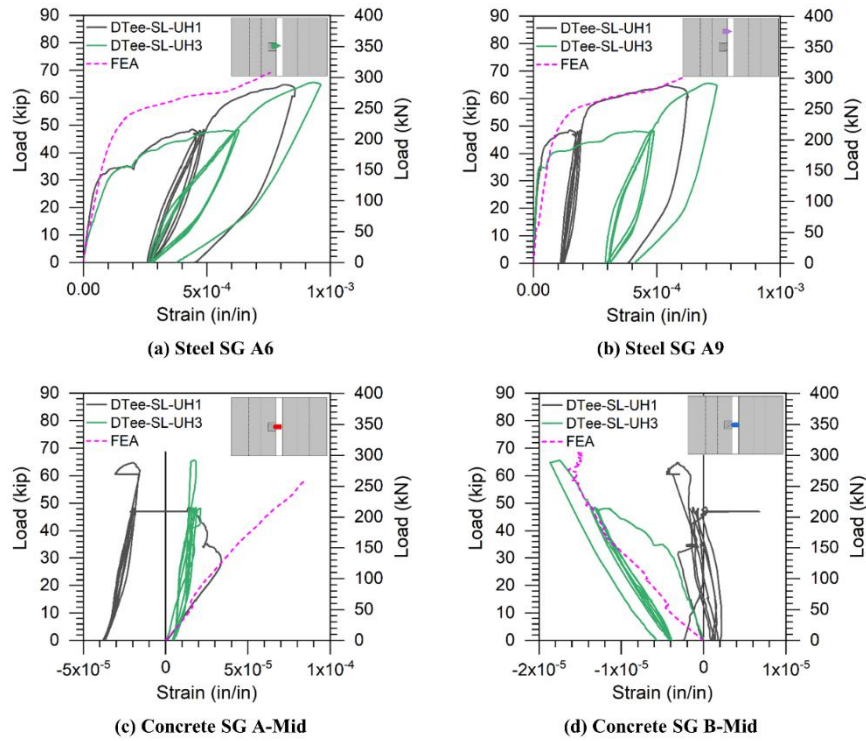 DTee-SL-UH1
DTee-SL-UH3
FEA
Load (kip)
90
80
70
60
50
40
30
20
10
0
Load (kN)
400
350
300
250
200
150
100
50
0
0.00 5x10⁻⁴ 1x10⁻³
Strain (in/in)
(a) Steel SG A6
DTee-SL-UH1
DTee-SL-UH3
FEA
Load (kip)
90
80
70
60
50
40
30
20
10
0
Load (kN)
400
350
300
250
200
150
100
50
0
0.00 5x10⁻⁴ 1x10⁻³
Strain (in/in)
(b) Steel SG A9
DTee-SL-UH1
DTee-SL-UH3
FEA
Load (kip)
90
80
70
60
50
40
30
20
10
0
Load (kN)
400
350
300
250
200
150
100
50
0
-5x10⁻⁵ 0 5x10⁻⁵ 1x10⁻⁴
Strain (in/in)
(c) Concrete SG A-Mid
DTee-SL-UH1
DTee-SL-UH3
FEA
Load (kip)
90
80
70
60
50
40
30
20
10
0
Load (kN)
400
350
300
250
200
150
100
50
0
-2x10⁻⁵ -1x10⁻⁵ 0 1x10⁻⁵
Strain (in/in)
(d) Concrete SG B-Mid